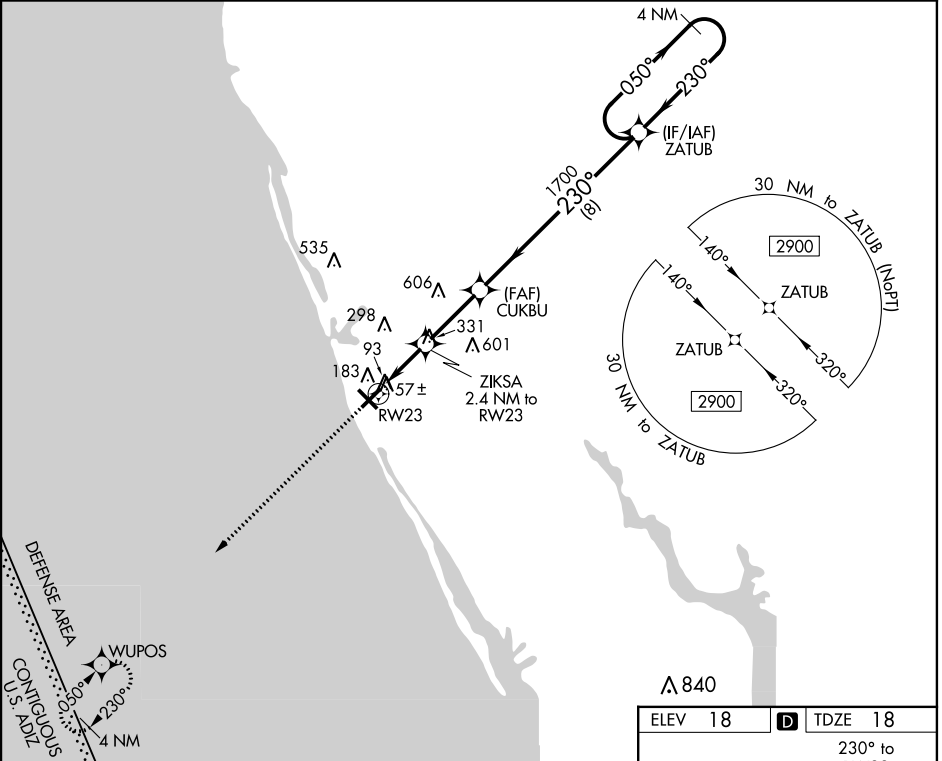 4 NM
050°
230°
(IF/IAF)
ZATUB
1700
230°
(8)
30 NM to ZATUB (NoPT)
2900
140°
ZATUB
320°
140°
ZATUB
320°
2900
30 NM to ZATUB
535
606
(FAF)
CUKBU
298
331
601
93
183
57±
ZIKSA
2.4 NM to
RW23
RW23
DEFENSE AREA
CONTIGUOUS
U.S. ADIZ
WUPOS
50°
230°
4 NM
840
ELEV 18
D
TDZE 18
230° to